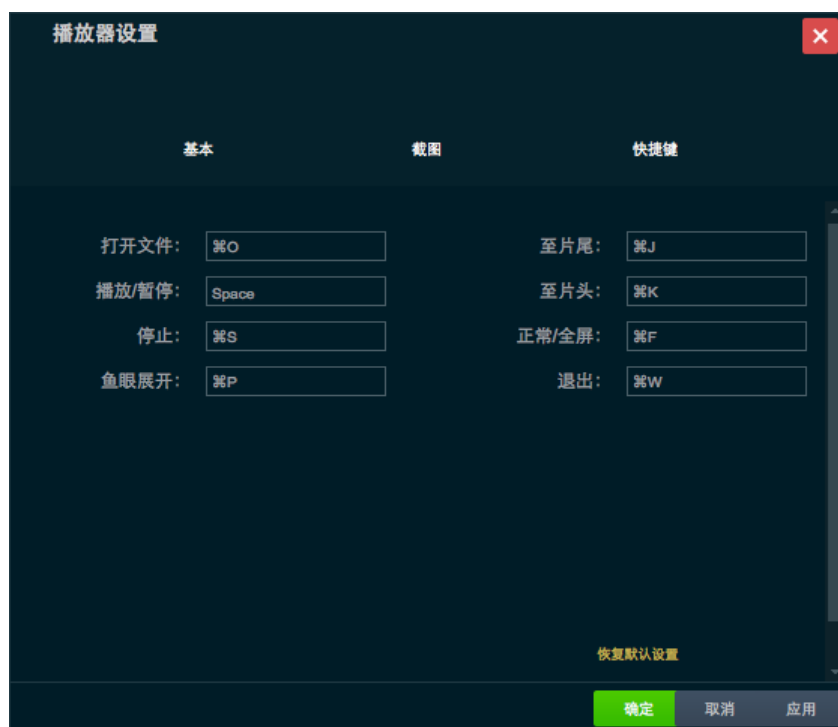 播放器设置
基本 截图 快捷键
打开文件： ⌘O 至片尾： ⌘J
播放/暂停： Space 至片头： ⌘K
停止： ⌘S 正常/全屏： ⌘F
鱼眼展开： ⌘P 退出： ⌘W
恢复默认设置
确定 取消 应用